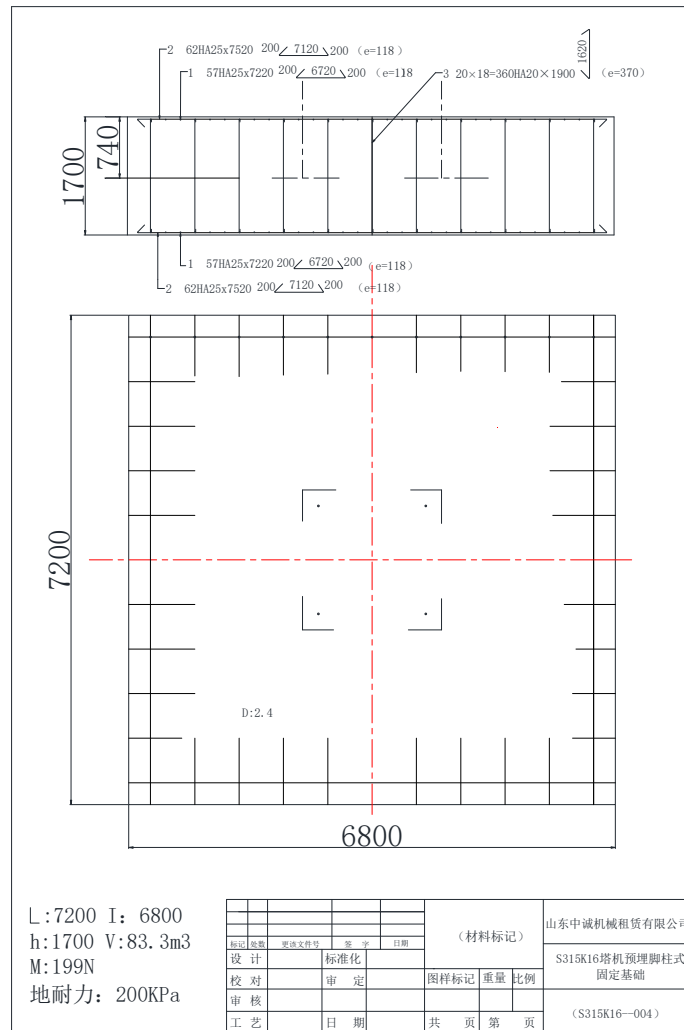 2 62HA25x7520 200 7120 200 (e=118)
1 57HA25x7220 200 6720 200 (e=118
3 20×18=360HA20×1900 1620 (e=370)
740
1700
1 57HA25x7220 200 6720 200 (e=118)
2 62HA25x7520 200 7120 200 (e=118)
7200
D:2.4
6800
L:7200 I: 6800
h:1700 V:83.3m3
M:199N
地耐力: 200KPa
标记 处数 更改文件号 签 字 日期
设 计 标准化
校 对 审 定
审 核
工 艺 日 期
(材料标记)
图样标记 重量 比例
共 页 第 页
山东中诚机械租赁有限公司
S315K16塔机预埋脚柱式
固定基础
(S315K16—004)